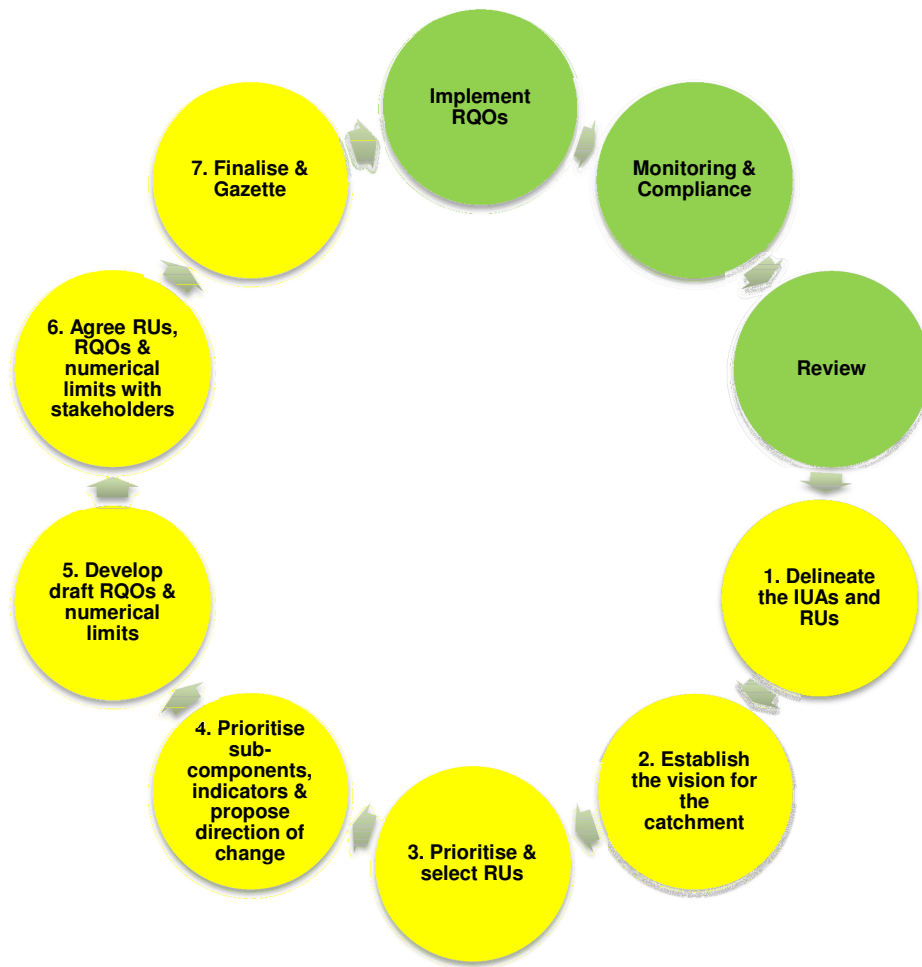 Implement
RQOs
Monitoring &
Compliance
Review
1. Delineate
the IUAs and
RUs
2. Establish
the vision for
the
catchment
3. Prioritise &
select RUs
4. Prioritise
sub-
components,
indicators &
propose
direction of
change
5. Develop
draft RQOs &
numerical
limits
6. Agree RUs,
RQOs &
numerical
limits with
stakeholders
7. Finalise &
Gazette